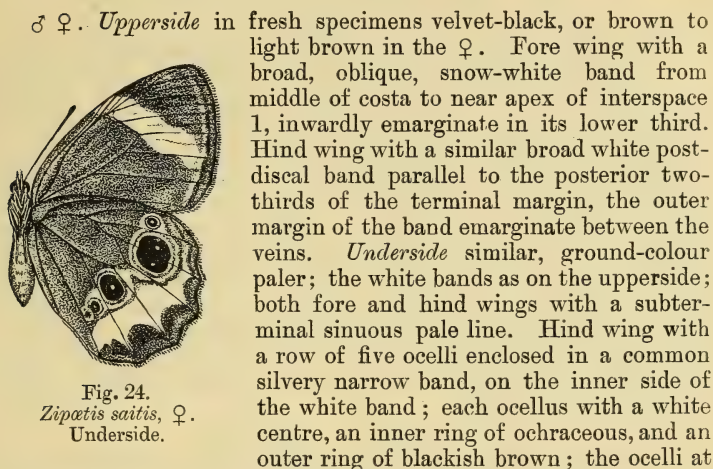 ♂ ♀. Upperside in fresh specimens velvet-black, or brown to
light brown in the ♀. Fore wing with a
broad, oblique, snow-white band from
middle of costa to near apex of interspace
1, inwardly emarginate in its lower third.
Hind wing with a similar broad white post-
discal band parallel to the posterior two-
thirds of the terminal margin, the outer
margin of the band emarginate between the
veins. Underside similar, ground-colour
paler; the white bands as on the upperside;
both fore and hind wings with a subter-
minal sinuous pale line. Hind wing with
a row of five ocelli enclosed in a common
silvery narrow band, on the inner side of
the white band; each ocellus with a white
centre, an inner ring of ochraceous, and an
outer ring of blackish brown; the ocelli at
Fig. 24.
Zipœtis saitis, ♀.
Underside.